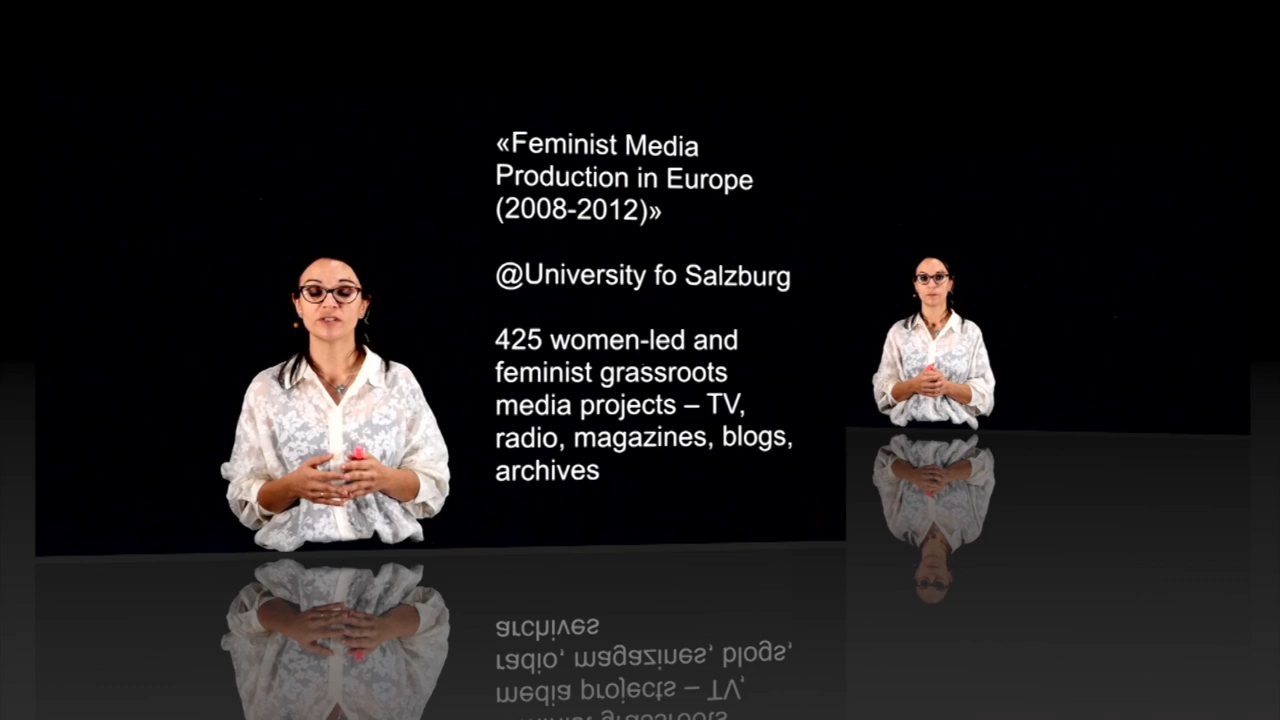 «Feminist Media
Production in Europe
(2008-2012)»
@University fo Salzburg
425 women-led and
feminist grassroots
media projects – TV,
radio, magazines, blogs,
archives